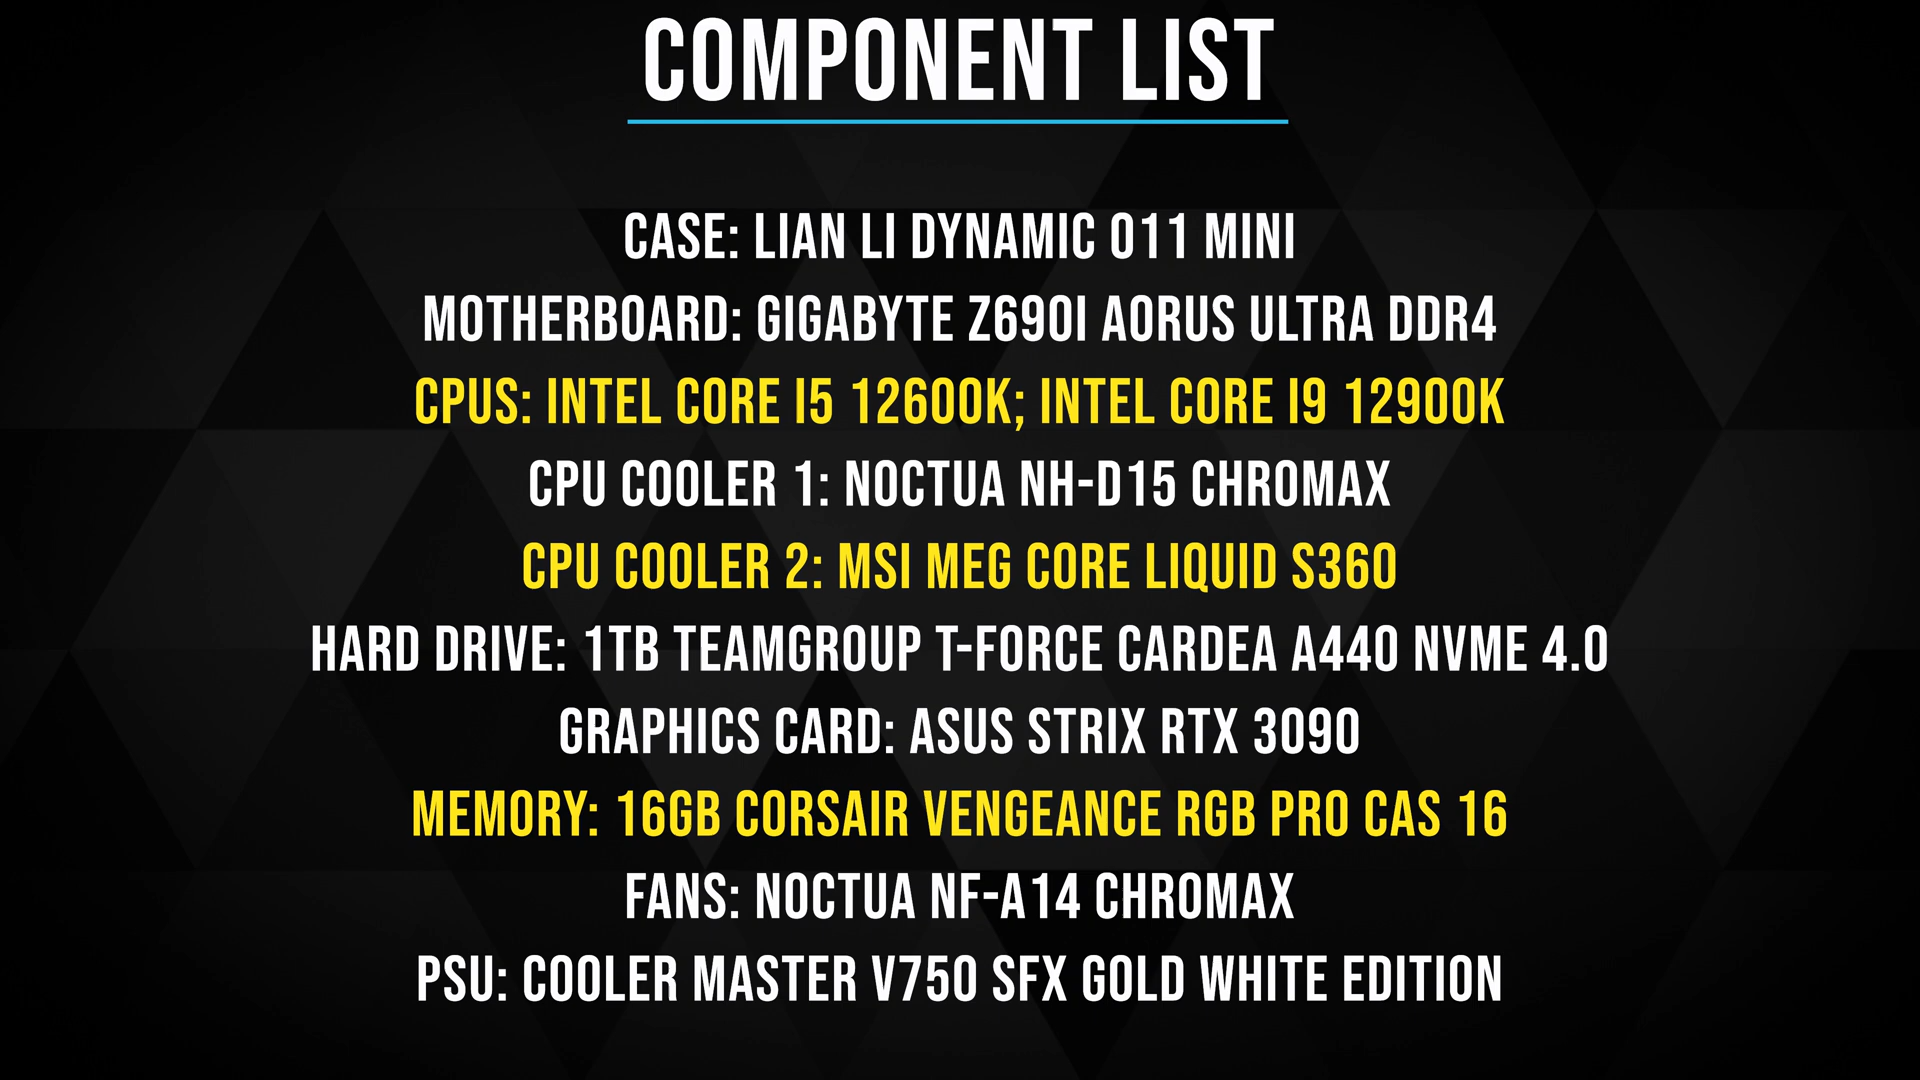 COMPONENT LIST
CASE: LIAN LI DYNAMIC O11 MINI
MOTHERBOARD: GIGABYTE Z690I AORUS ULTRA DDR4
CPUS: INTEL CORE I5 12600K; INTEL CORE I9 12900K
CPU COOLER 1: NOCTUA NH-D15 CHROMAX
CPU COOLER 2: MSI MEG CORE LIQUID S360
HARD DRIVE: 1TB TEAMGROUP T-FORCE CARDEA A440 NVME 4.0
GRAPHICS CARD: ASUS STRIX RTX 3090
MEMORY: 16GB CORSAIR VENGEANCE RGB PRO CAS 16
FANS: NOCTUA NF-A14 CHROMAX
PSU: COOLER MASTER V750 SFX GOLD WHITE EDITION